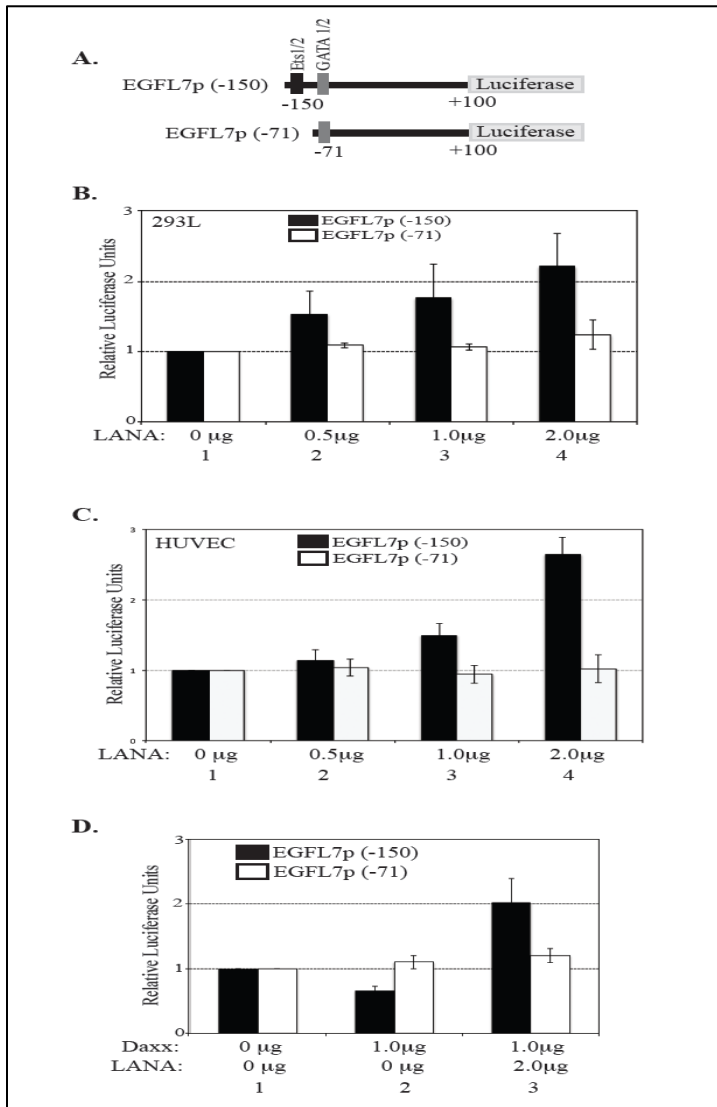 A.
Ets1/2
GATA 1/2
EGFL7p (-150)
Luciferase
-150
+100
EGFL7p (-71)
Luciferase
-71
+100
B.
293L
EGFL7p (-150)
EGFL7p (-71)
Relative Luciferase Units
3
2
1
0
LANA: 0 μg 0.5μg 1.0μg 2.0μg
1 2 3 4
C.
HUVEC
EGFL7p (-150)
EGFL7p (-71)
Relative Luciferase Units
3
2
1
0
LANA: 0 μg 0.5μg 1.0μg 2.0μg
1 2 3 4
D.
EGFL7p (-150)
EGFL7p (-71)
Relative Luciferase Units
3
2
1
0
Daxx: 0 μg 1.0μg 1.0μg
LANA: 0 μg 0 μg 2.0μg
1 2 3